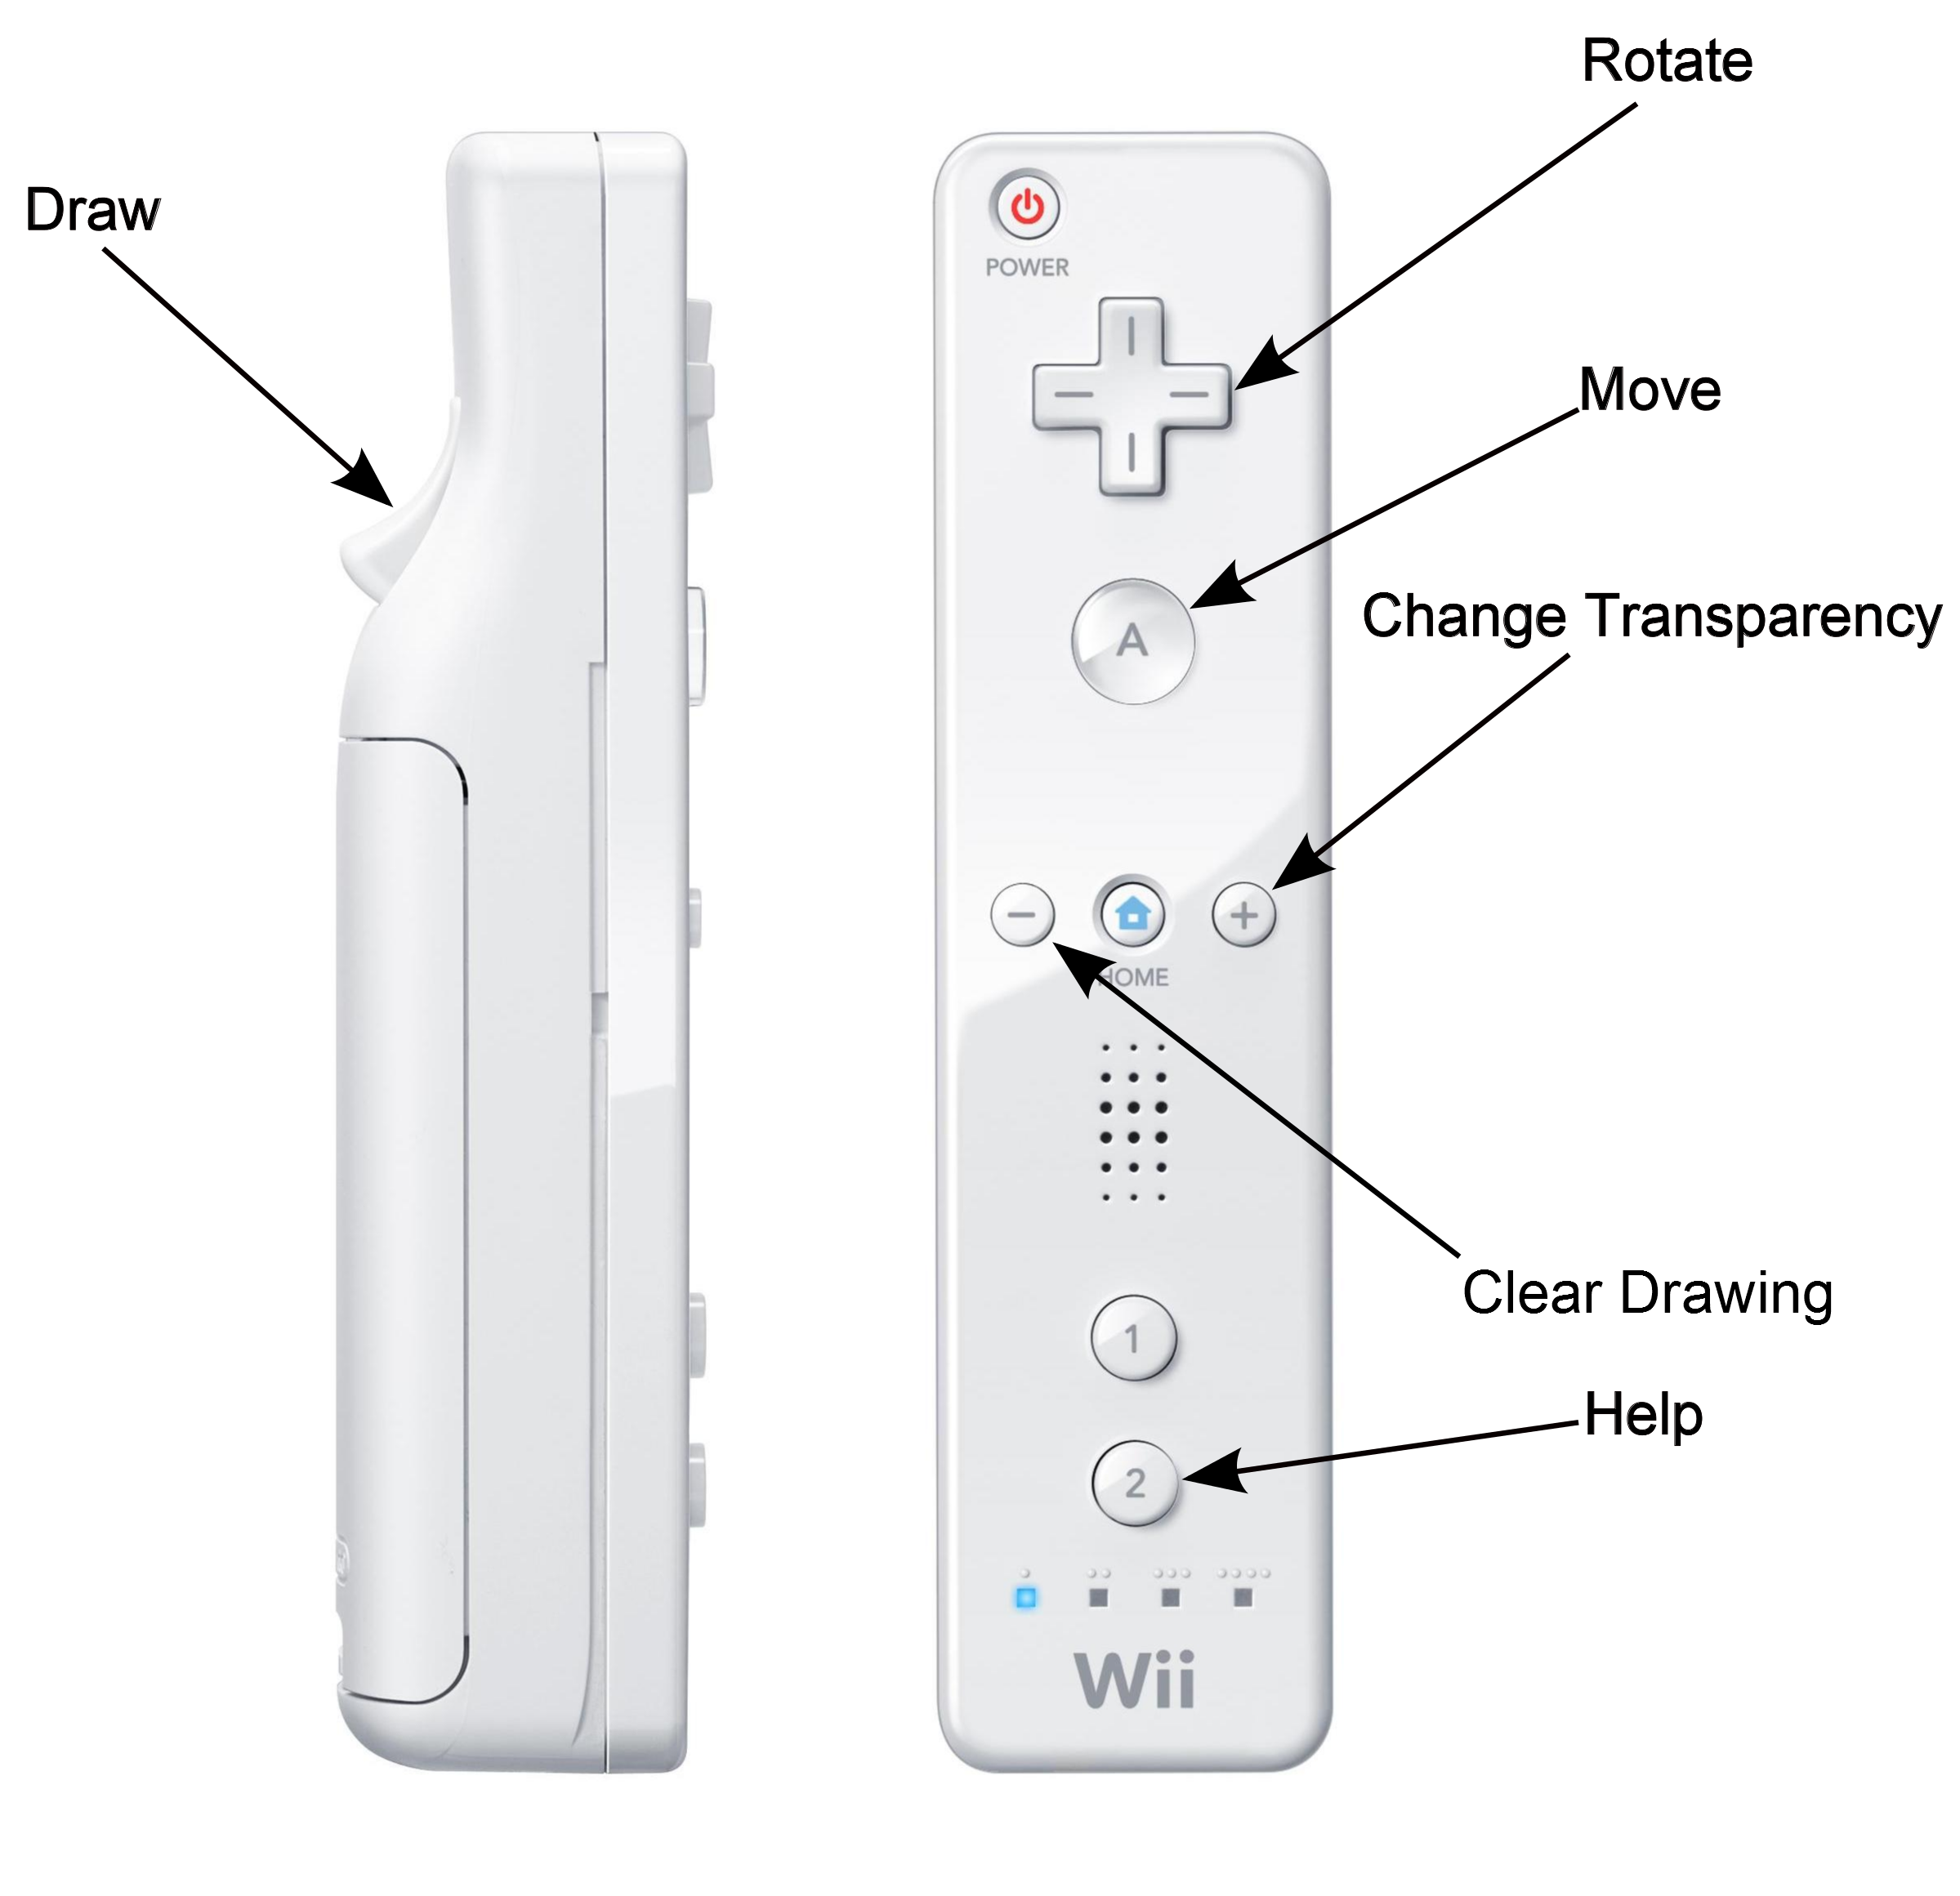 Rotate
Draw
POWER
Move
A
Change Transparency
HOME
Clear Drawing
1
Help
2
Wii